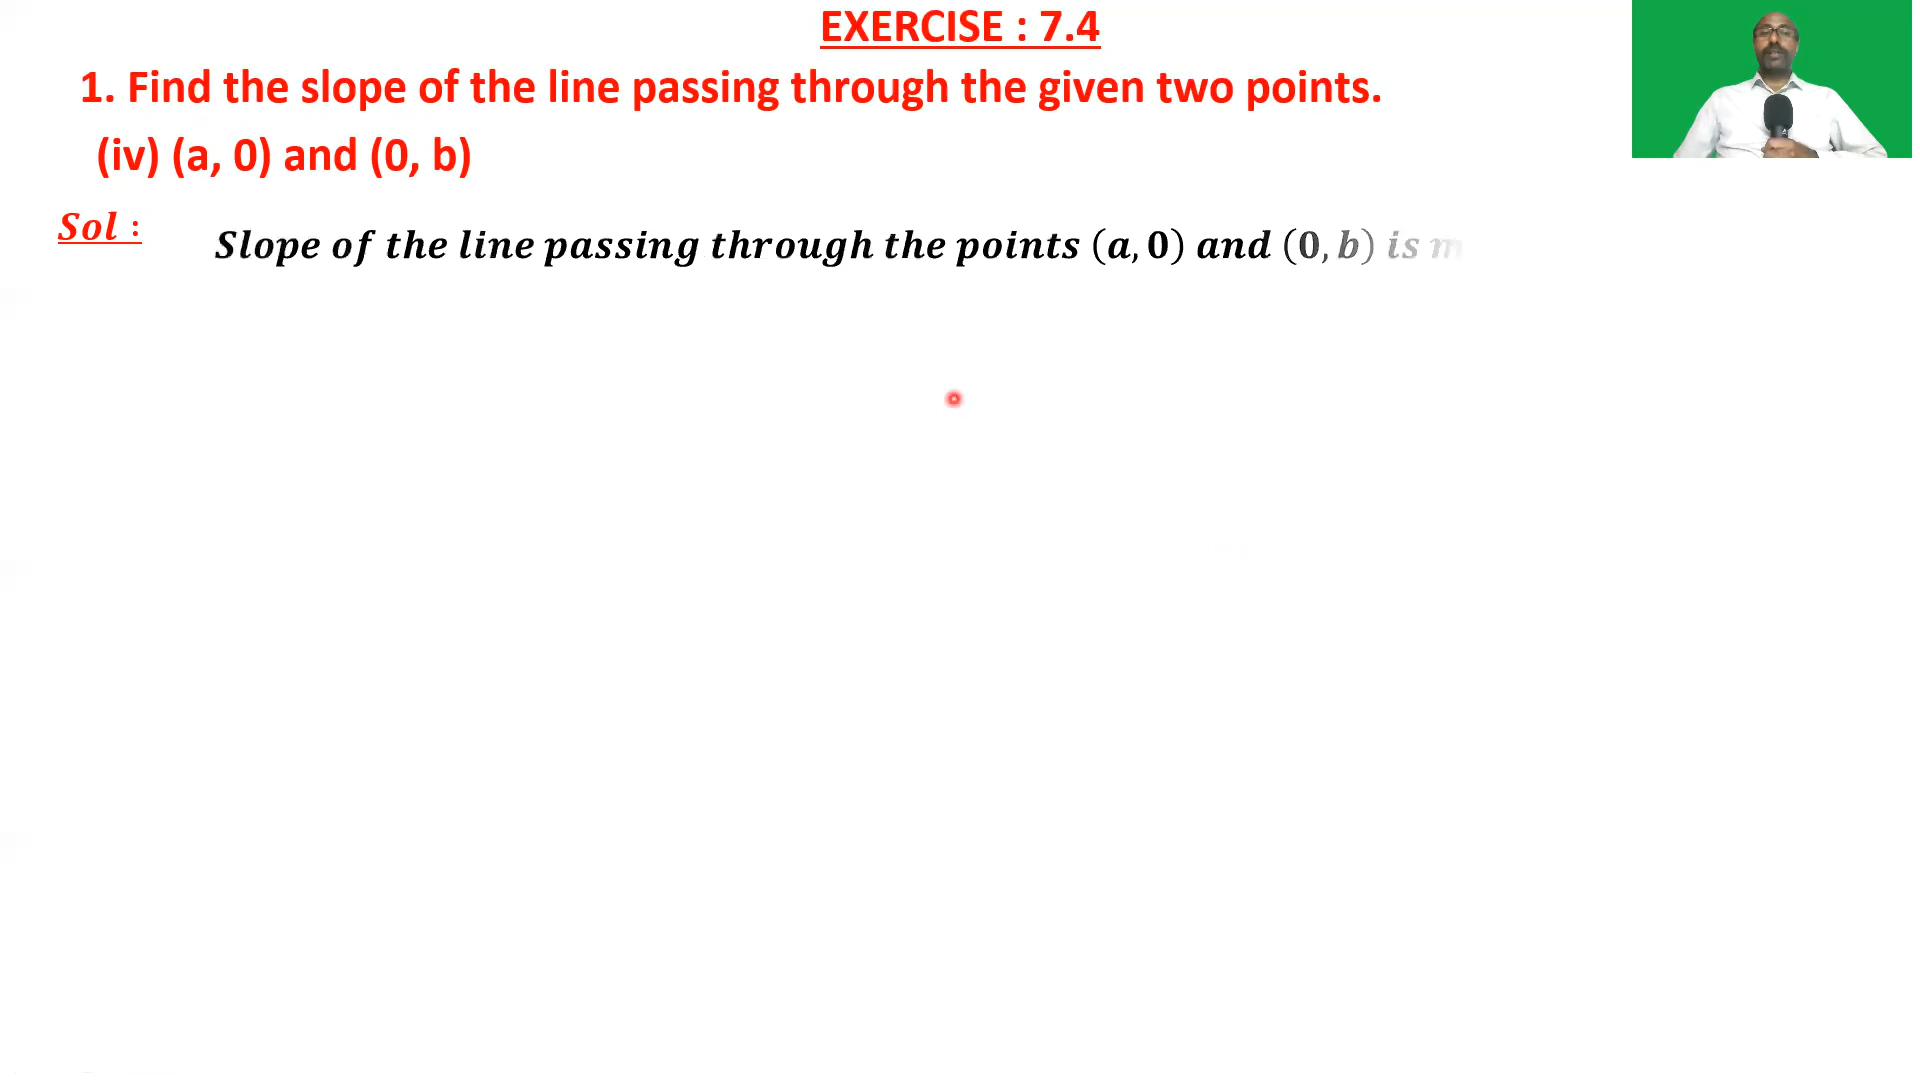 EXERCISE : 7.4
1. Find the slope of the line passing through the given two points.
(iv) (a, 0) and (0, b)
Sol :
Slope of the line passing through the points (a, 0) and (0, b) is m